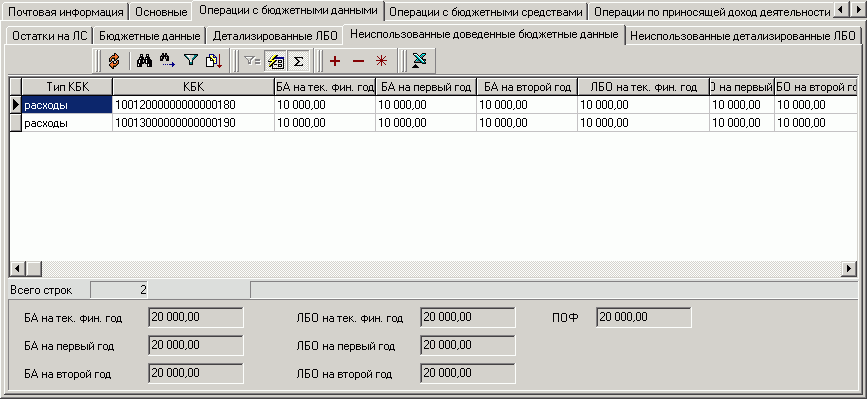 Почтовая информация Основные Операции с бюджетными данными Операции с бюджетными средствами Операции по приносящей доход деятельности
Остатки на ЛС Бюджетные данные Детализированные ЛБО Неиспользованные доведенные бюджетные данные Неиспользованные детализированные ЛБО
Тип КБК КБК БА на тек. фин. год БА на первый год БА на второй год ЛБО на тек. фин. год О на первый БО на второй го
расходы 10012000000000000180 10 000,00 10 000,00 10 000,00 10 000,00 10 000,00 10 000,00
расходы 10013000000000000190 10 000,00 10 000,00 10 000,00 10 000,00 10 000,00 10 000,00
Всего строк 2
БА на тек. фин. год 20 000,00 ЛБО на тек. фин. год 20 000,00 ПОФ 20 000,00
БА на первый год 20 000,00 ЛБО на первый год 20 000,00
БА на второй год 20 000,00 ЛБО на второй год 20 000,00